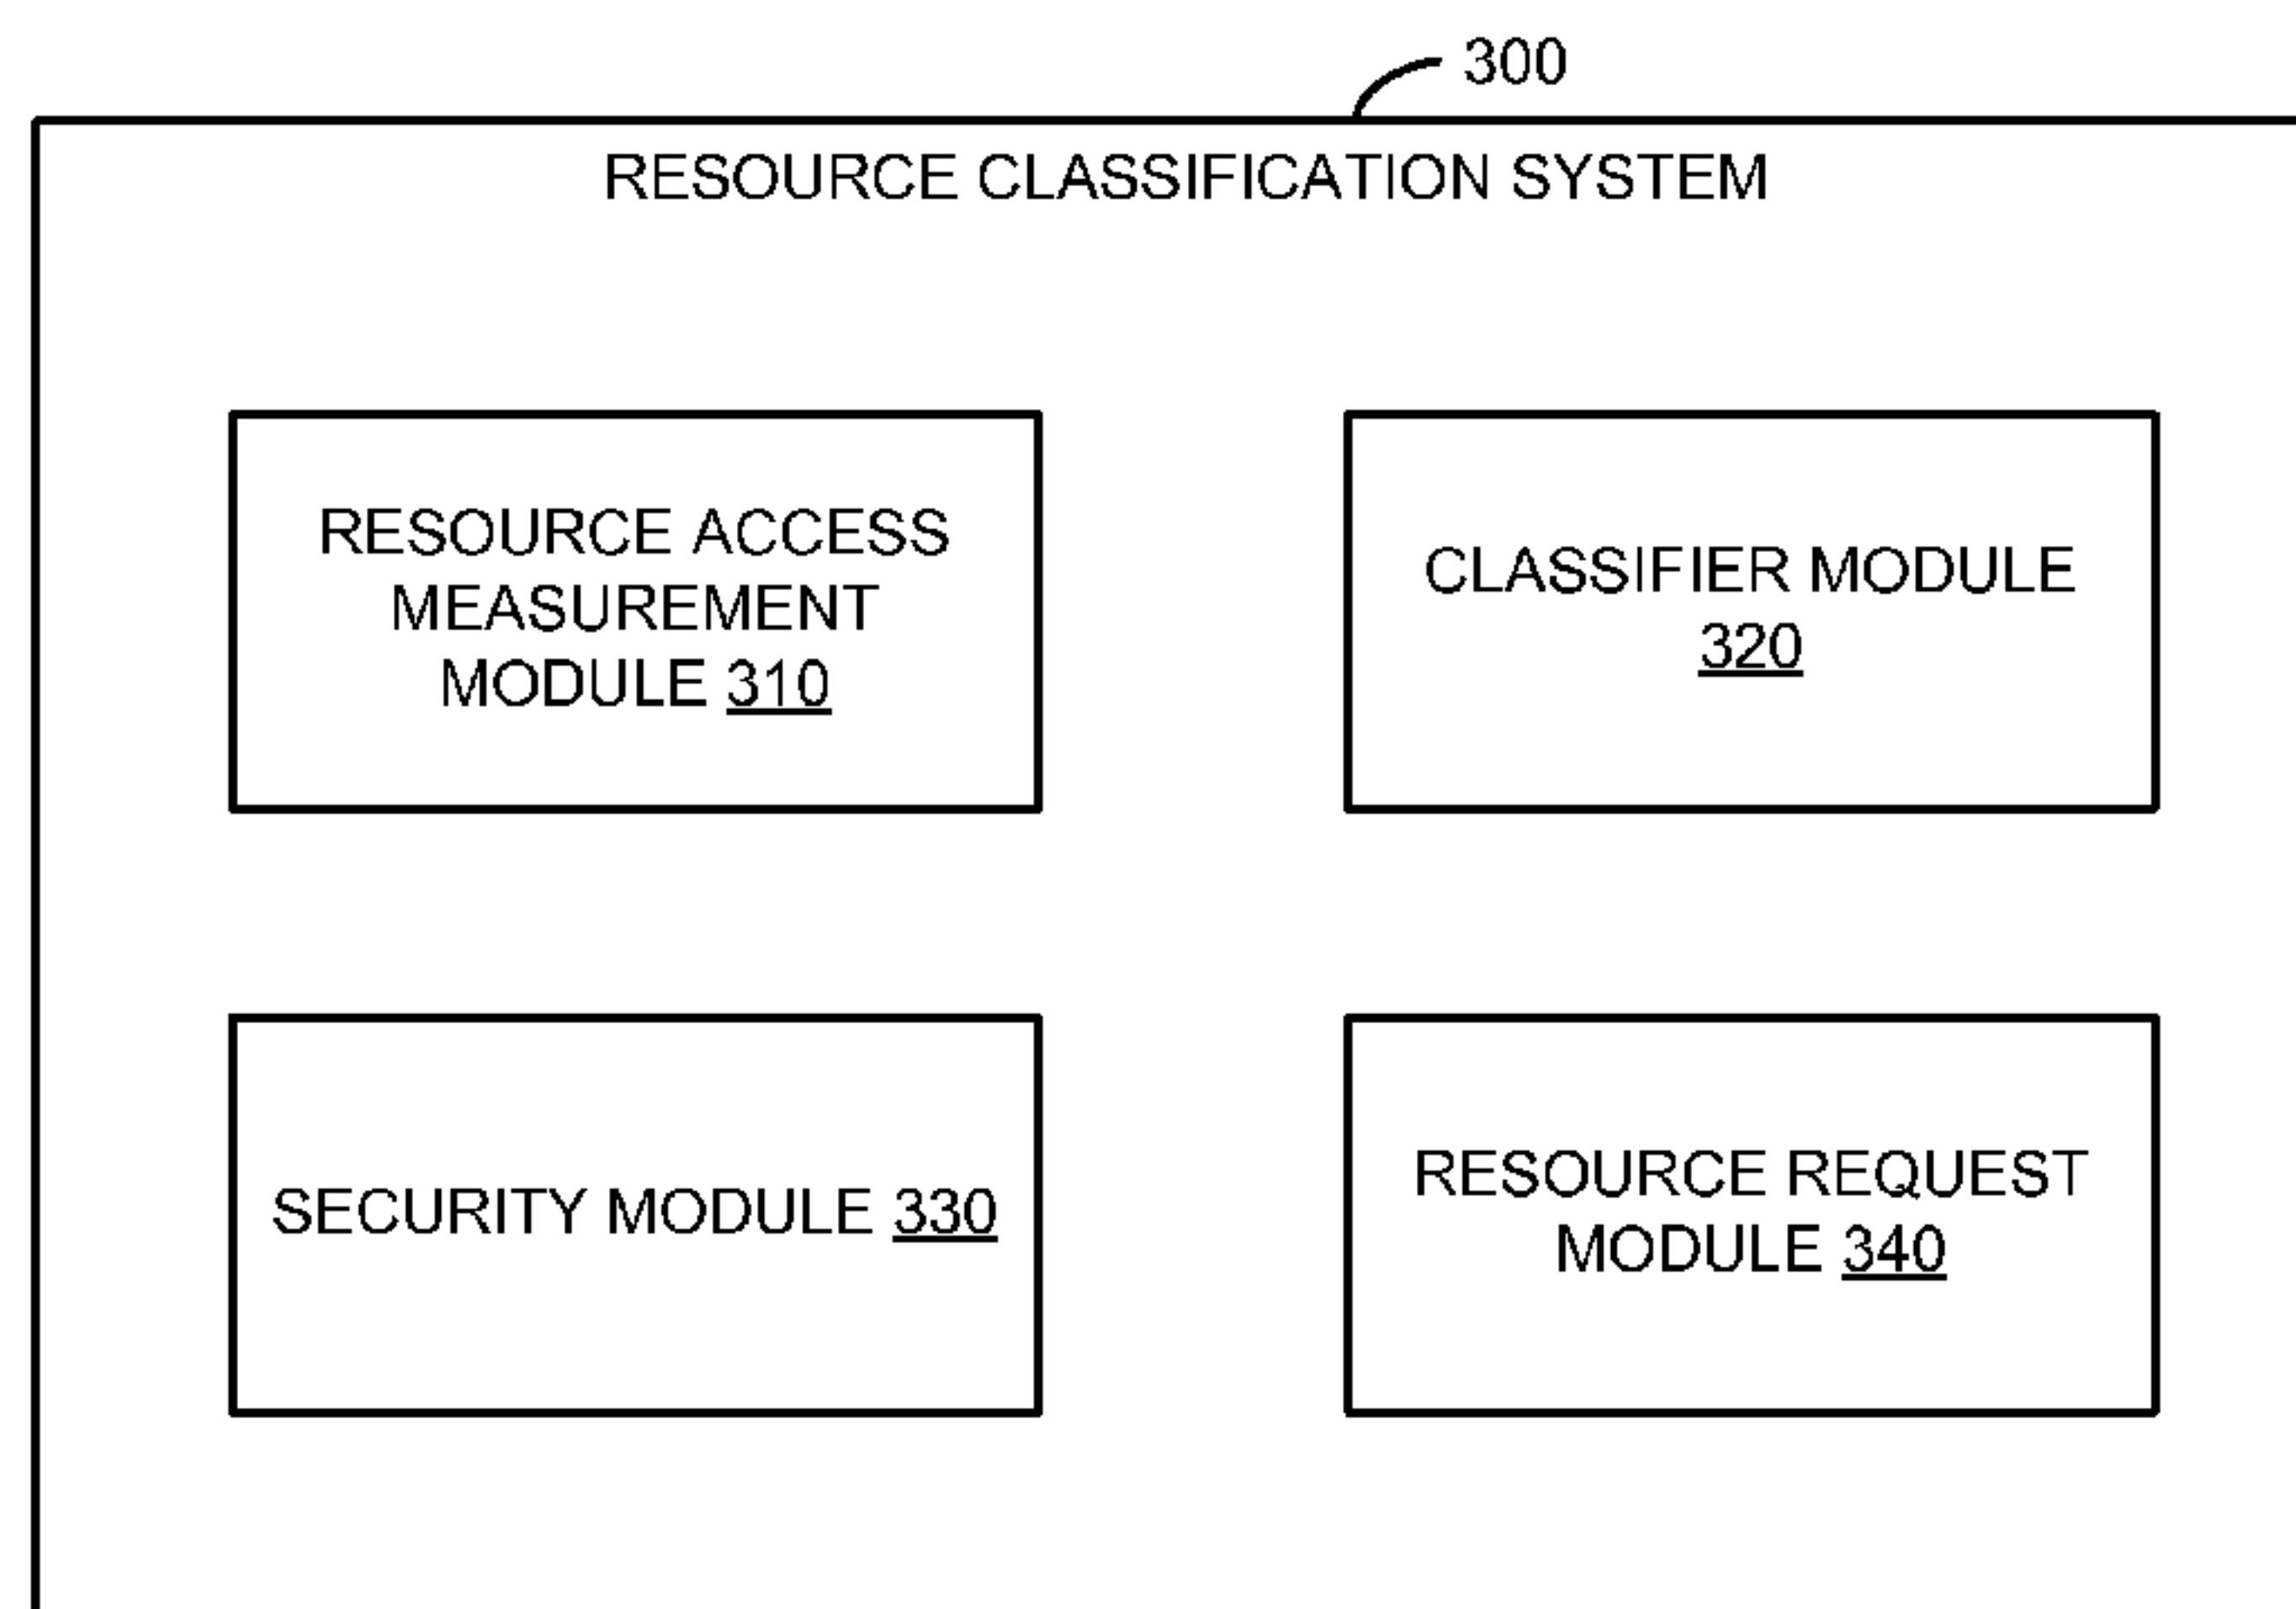 300
RESOURCE CLASSIFICATION SYSTEM
RESOURCE ACCESS
MEASUREMENT
MODULE 310
CLASSIFIER MODULE
320
SECURITY MODULE 330
RESOURCE REQUEST
MODULE 340